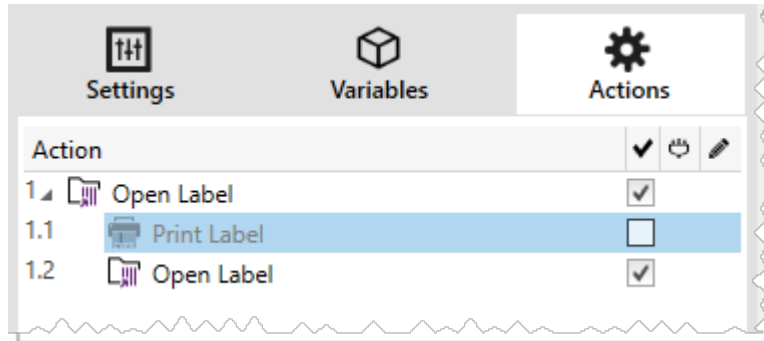 Settings Variables Actions
Action
1 Open Label
1.1 Print Label
1.2 Open Label